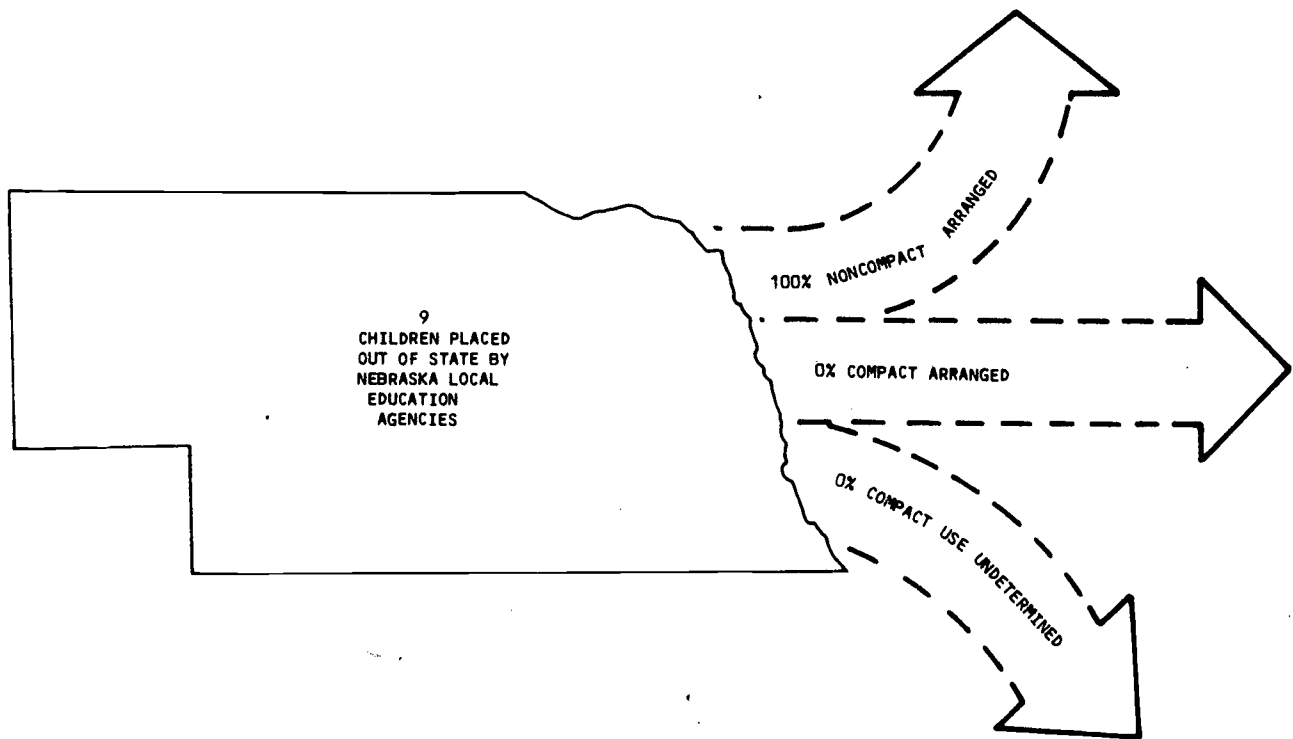 9
CHILDREN PLACED
OUT OF STATE BY
NEBRASKA LOCAL
EDUCATION
AGENCIES
100% NONCOMPACT ARRANGED
0% COMPACT ARRANGED
0% COMPACT USE UNDETERMINED